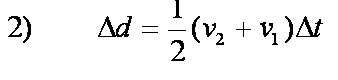 2) Δd = 1/2 (v₂ + v₁)Δt